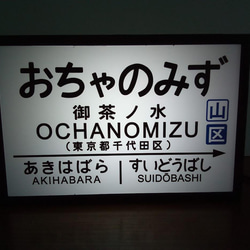 おちゃのみず
御茶ノ水
OCHANOMIZU
(東京都千代田区)
山
区
あきはばら すいどうばし
AKIHABARA SUIDŌBASHI